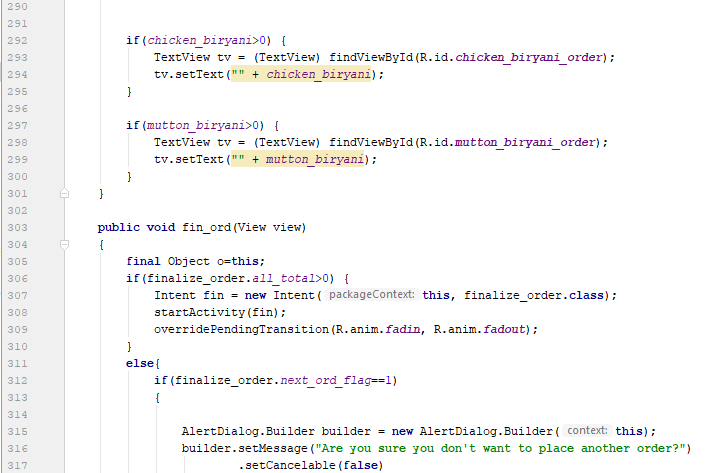 290
291
292 if(chicken_biryani>0) {
293 TextView tv = (TextView) findViewById(R.id.chicken_biryani_order);
294 tv.setText("" + chicken_biryani);
295 }
296
297 if(mutton_biryani>0) {
298 TextView tv = (TextView) findViewById(R.id.mutton_biryani_order);
299 tv.setText("" + mutton_biryani);
300 }
301 }
302
303 public void fin_ord(View view)
304 {
305 final Object o=this;
306 if(finalize_order.all_total>0) {
307 Intent fin = new Intent( packageContext: this, finalize_order.class);
308 startActivity(fin);
309 overridePendingTransition(R.anim.fadin, R.anim.fadout);
310 }
311 else{
312 if(finalize_order.next_ord_flag==1)
313 {
314
315 AlertDialog.Builder builder = new AlertDialog.Builder( context: this);
316 builder.setMessage("Are you sure you don't want to place another order?")
317 .setCancelable(false)